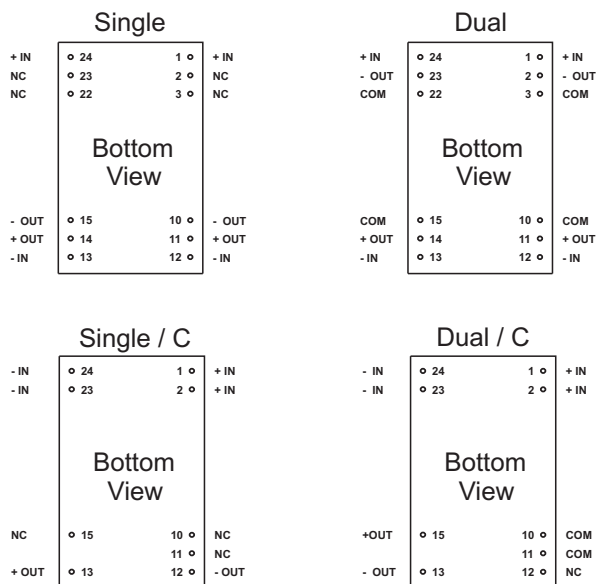 Single
+ IN 24 1 + IN
NC 23 2 NC
NC 22 3 NC
Bottom
View
- OUT 15 10 - OUT
+ OUT 14 11 + OUT
- IN 13 12 - IN
Dual
+ IN 24 1 + IN
- OUT 23 2 - OUT
COM 22 3 COM
Bottom
View
COM 15 10 COM
+ OUT 14 11 + OUT
- IN 13 12 - IN
Single / C
- IN 24 1 + IN
- IN 23 2 + IN
Bottom
View
NC 15 10 NC
11 NC
+ OUT 13 12 - OUT
Dual / C
- IN 24 1 + IN
- IN 23 2 + IN
Bottom
View
+OUT 15 10 COM
11 COM
- OUT 13 12 NC